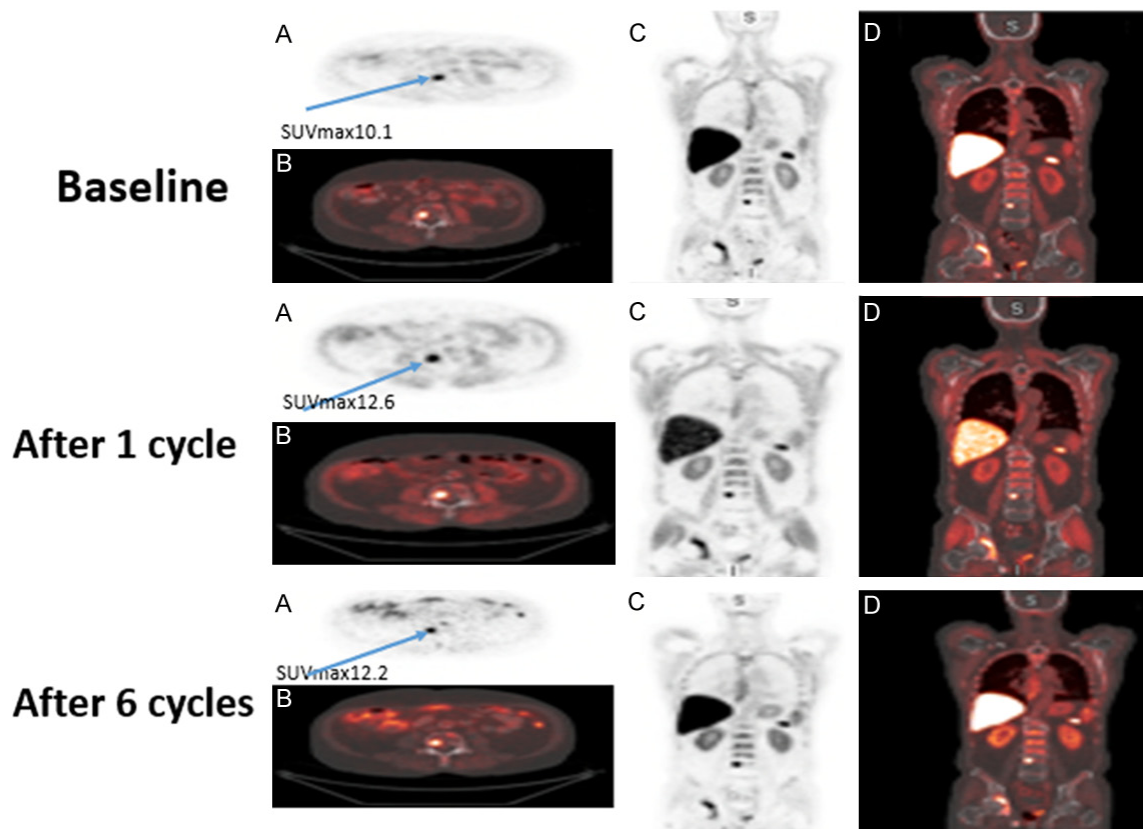 A
C
D
S
S
SUVmax10.1
B
Baseline
I
A
C
D
S
S
SUVmax12.6
B
After 1 cycle
I
I
A
C
D
S
S
SUVmax12.2
B
After 6 cycles